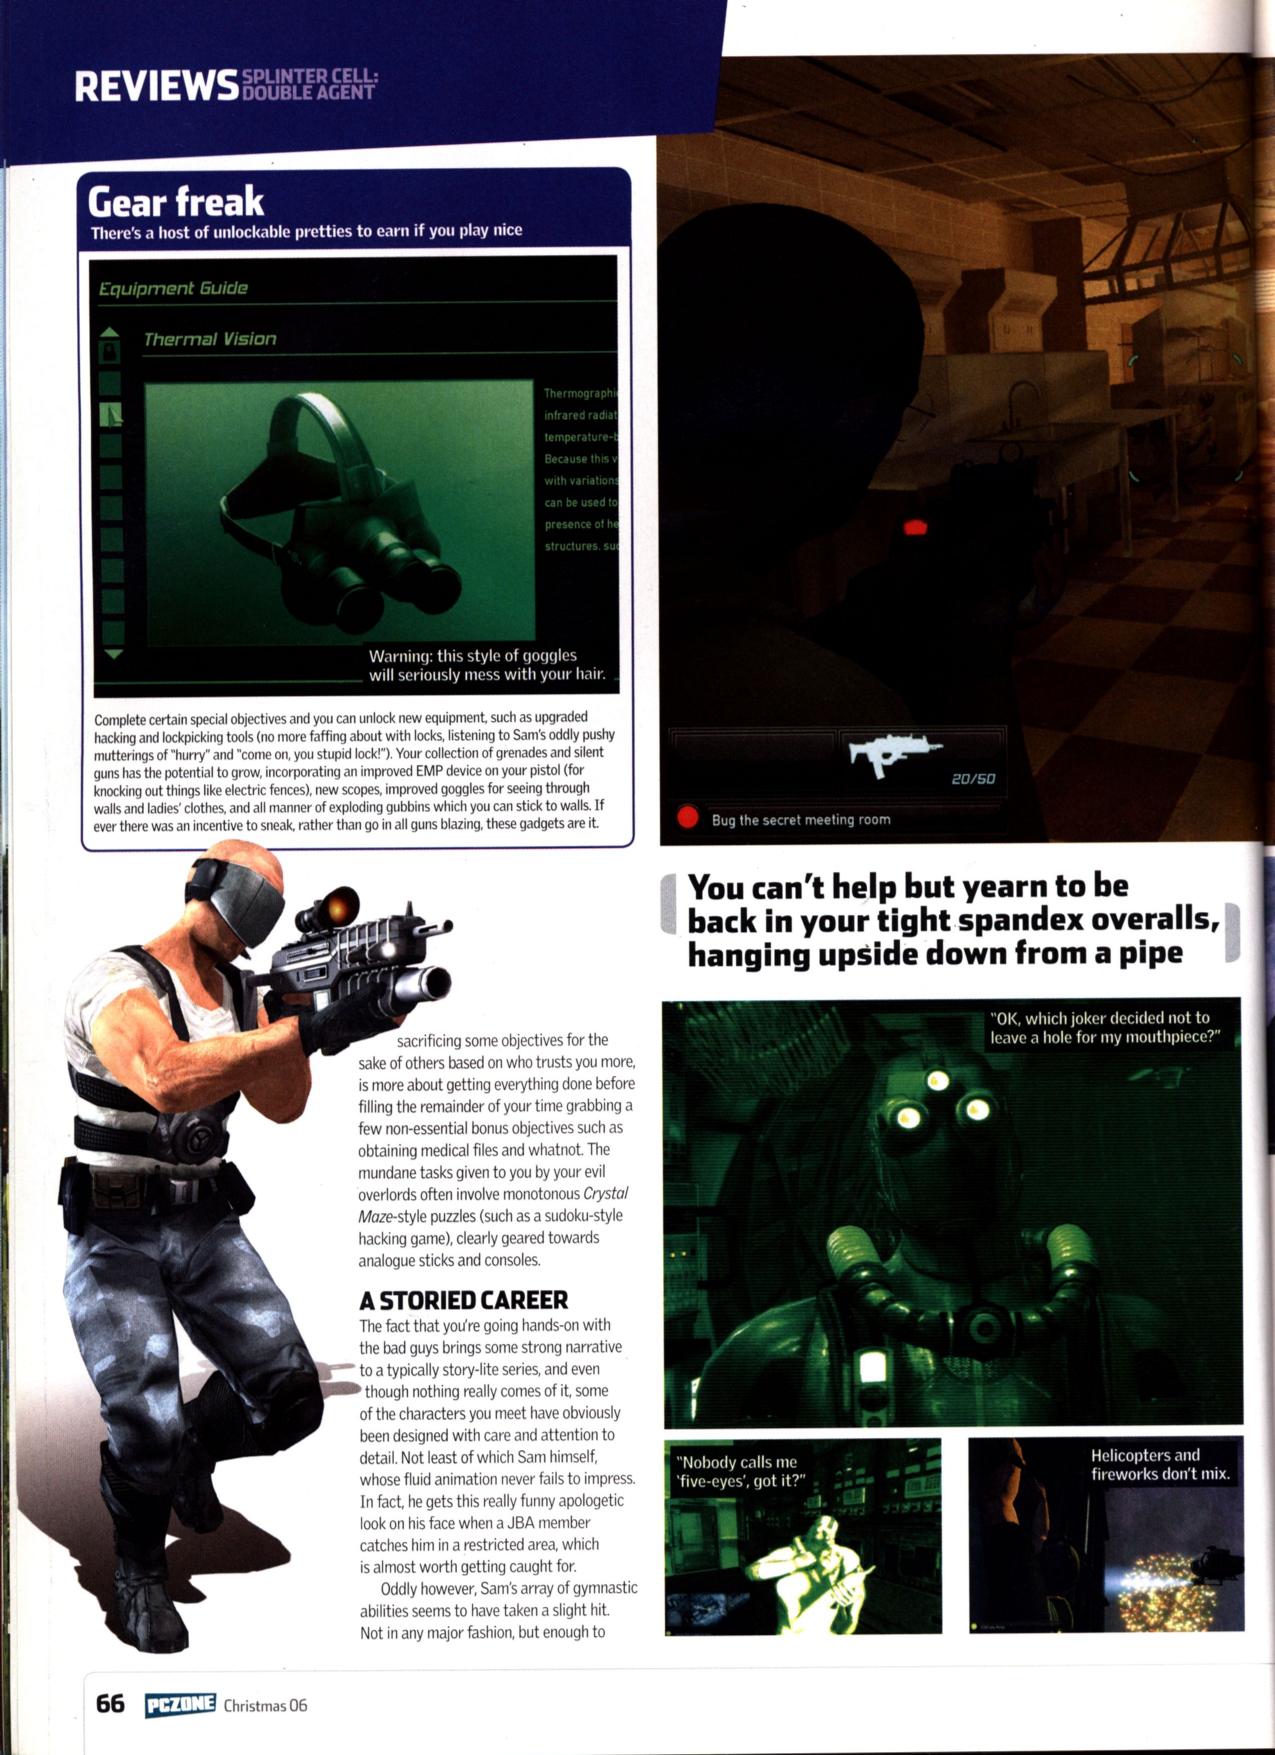 REVIEWS SPLINTER CELL:
DOUBLE AGENT
Gear freak
There's a host of unlockable pretties to earn if you play nice
Equipment Guide
Thermal Vision
Thermographi
infrared radiat
temperature-b
Because this v
with variations
can be used to
presence of he
structures. suc
Warning: this style of goggles
will seriously mess with your hair.
Complete certain special objectives and you can unlock new equipment, such as upgraded
hacking and lockpicking tools (no more faffing about with locks, listening to Sam's oddly pushy
mutterings of "hurry" and "come on, you stupid lock!"). Your collection of grenades and silent
guns has the potential to grow, incorporating an improved EMP device on your pistol (for
knocking out things like electric fences), new scopes, improved goggles for seeing through
walls and ladies' clothes, and all manner of exploding gubbins which you can stick to walls. If
ever there was an incentive to sneak, rather than go in all guns blazing, these gadgets are it.
sacrificing some objectives for the
sake of others based on who trusts you more,
is more about getting everything done before
filling the remainder of your time grabbing a
few non-essential bonus objectives such as
obtaining medical files and whatnot. The
mundane tasks given to you by your evil
overlords often involve monotonous Crystal
Maze-style puzzles (such as a sudoku-style
hacking game), clearly geared towards
analogue sticks and consoles.
A STORIED CAREER
The fact that you're going hands-on with
the bad guys brings some strong narrative
to a typically story-lite series, and even
though nothing really comes of it, some
of the characters you meet have obviously
been designed with care and attention to
detail. Not least of which Sam himself,
whose fluid animation never fails to impress.
In fact, he gets this really funny apologetic
look on his face when a JBA member
catches him in a restricted area, which
is almost worth getting caught for.
Oddly however, Sam's array of gymnastic
abilities seems to have taken a slight hit.
Not in any major fashion, but enough to
20/50
Bug the secret meeting room
You can't help but yearn to be
back in your tight spandex overalls,
hanging upside down from a pipe
"OK, which joker decided not to
leave a hole for my mouthpiece?"
"Nobody calls me
'five-eyes', got it?"
Helicopters and
fireworks don't mix.
66 PCZONE Christmas 06